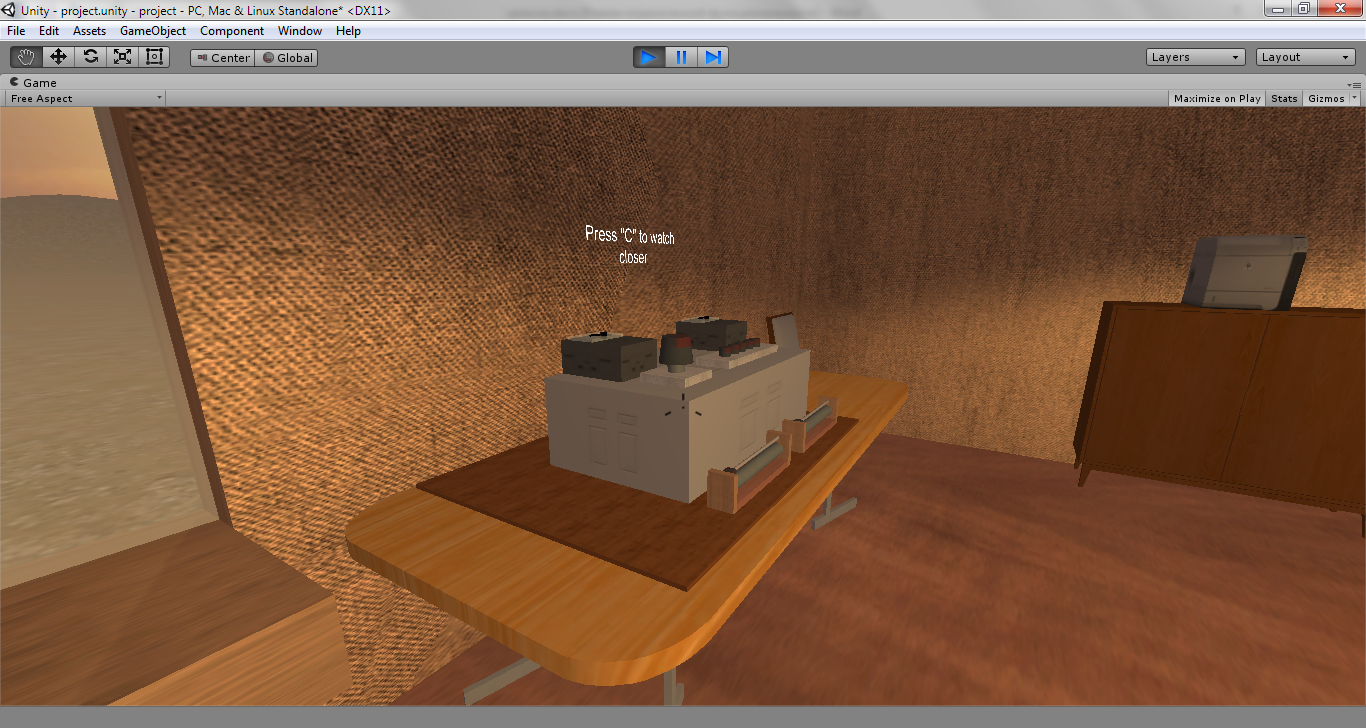 Unity - project.unity - project - PC, Mac & Linux Standalone* <DX11>
File Edit Assets GameObject Component Window Help
Center Global Layers Layout
Game
Free Aspect Maximize on Play Stats Gizmos
Press "C" to watch
closer